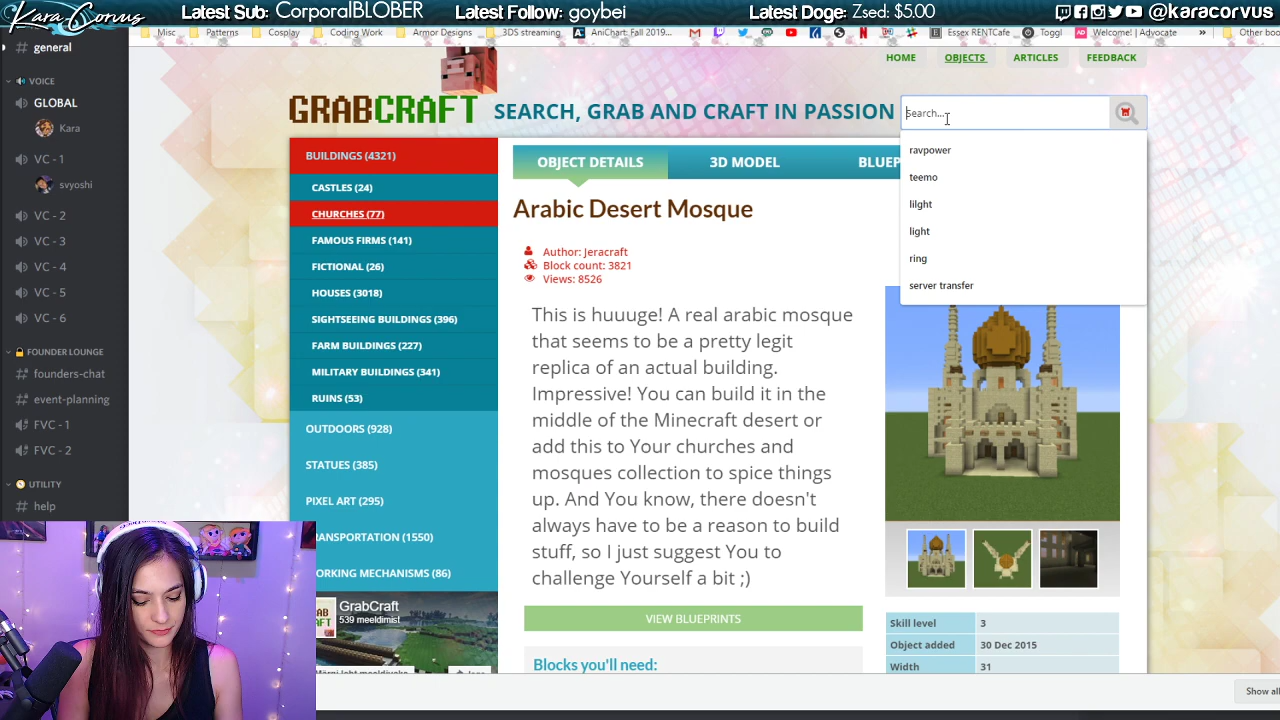 Kara Corvus
ialGLOBER
ialGLOBER
Zsed: $5.00
@karacorvus
Misc
Patterns
Cosplay
Coding Work
Armor Designs
3DS streaming
AniChart: Fall 2019...
Essex RENTCafe
Toggl
Welcome! | Advocate
»
Other boo
# general
VOICE
GLOBAL
Kara
VC - 1
svyoshi
VC - 2
VC - 3
VC - 4
VC - 5
VC - 6
FOUNDER LOUNGE
# founders-chat
# event-planning
FVC - 1
FVC - 2
UTILITY
# help
GRABCRAFT
SEARCH, GRAB AND CRAFT IN PASSION
HOME
OBJECTS
ARTICLES
FEEDBACK
Search...
ravpower
teemo
lilght
light
ring
server transfer
BUILDINGS (4321)
CASTLES (24)
CHURCHES (77)
FAMOUS FIRMS (141)
FICTIONAL (26)
HOUSES (3018)
SIGHTSEEING BUILDINGS (396)
FARM BUILDINGS (227)
MILITARY BUILDINGS (341)
RUINS (53)
OUTDOORS (928)
STATUES (385)
PIXEL ART (295)
RANSPORTATION (1550)
ORKING MECHANISMS (86)
GrabCraft
539 meeldimist
OBJECT DETAILS
3D MODEL
BLUEP
Arabic Desert Mosque
Author: Jeracraft
Block count: 3821
Views: 8526
This is huuuge! A real arabic mosque
that seems to be a pretty legit
replica of an actual building.
Impressive! You can build it in the
middle of the Minecraft desert or
add this to Your churches and
mosques collection to spice things
up. And You know, there doesn't
always have to be a reason to build
stuff, so I just suggest You to
challenge Yourself a bit ;)
VIEW BLUEPRINTS
Blocks you'll need:
Skill level 3
Object added 30 Dec 2015
Width 31
Show all